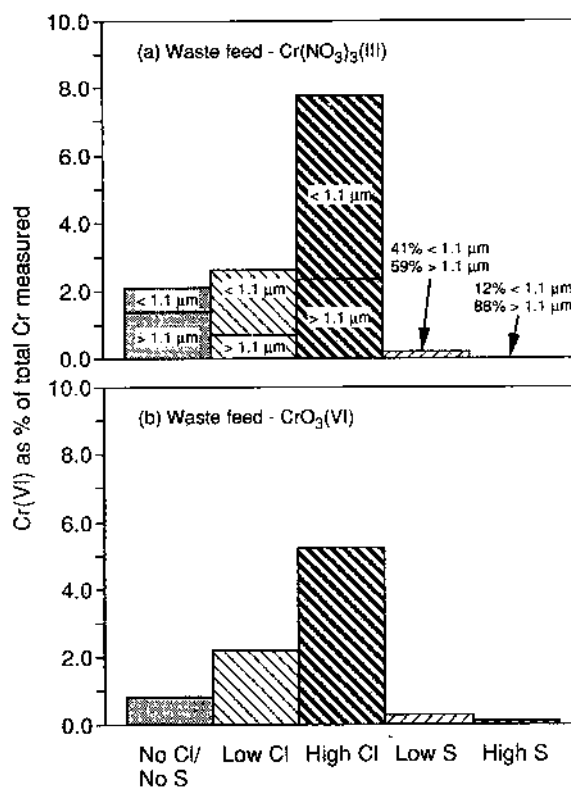 Cr(VI) as % of total Cr measured
10.0
8.0
6.0
4.0
2.0
0.0
(a) Waste feed - Cr(NO3)3(III)
< 1.1 µm
> 1.1 µm
< 1.1 µm
> 1.1 µm
< 1.1 µm
> 1.1 µm
41% < 1.1 µm
59% > 1.1 µm
12% < 1.1 µm
88% > 1.1 µm
10.0
8.0
6.0
4.0
2.0
0.0
(b) Waste feed - CrO3(VI)
No Cl/
No S
Low Cl
High Cl
Low S
High S